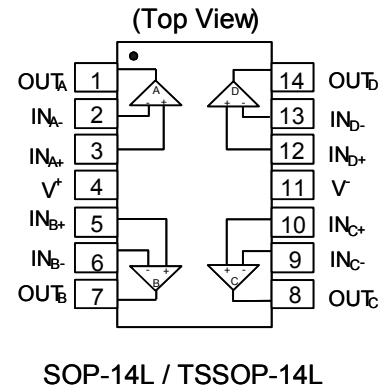 (Top View)
OUTA 1 A D 14 OUTD
INA- 2 - + + - 13 IND-
INA+ 3 12 IND+
V+ 4 11 V-
INB+ 5 10 INC+
INB- 6 - + + - 9 INC-
OUTB 7 B C 8 OUTC
SOP-14L / TSSOP-14L